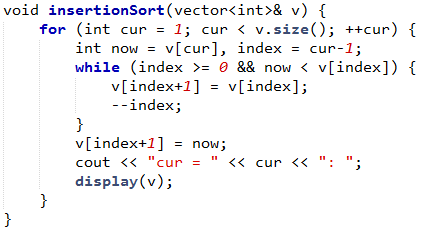 void insertionSort(vector<int>& v) {
    for (int cur = 1; cur < v.size(); ++cur) {
        int now = v[cur], index = cur-1;
        while (index >= 0 && now < v[index]) {
            v[index+1] = v[index];
            --index;
        }
        v[index+1] = now;
        cout << "cur = " << cur << ": ";
        display(v);
    }
}